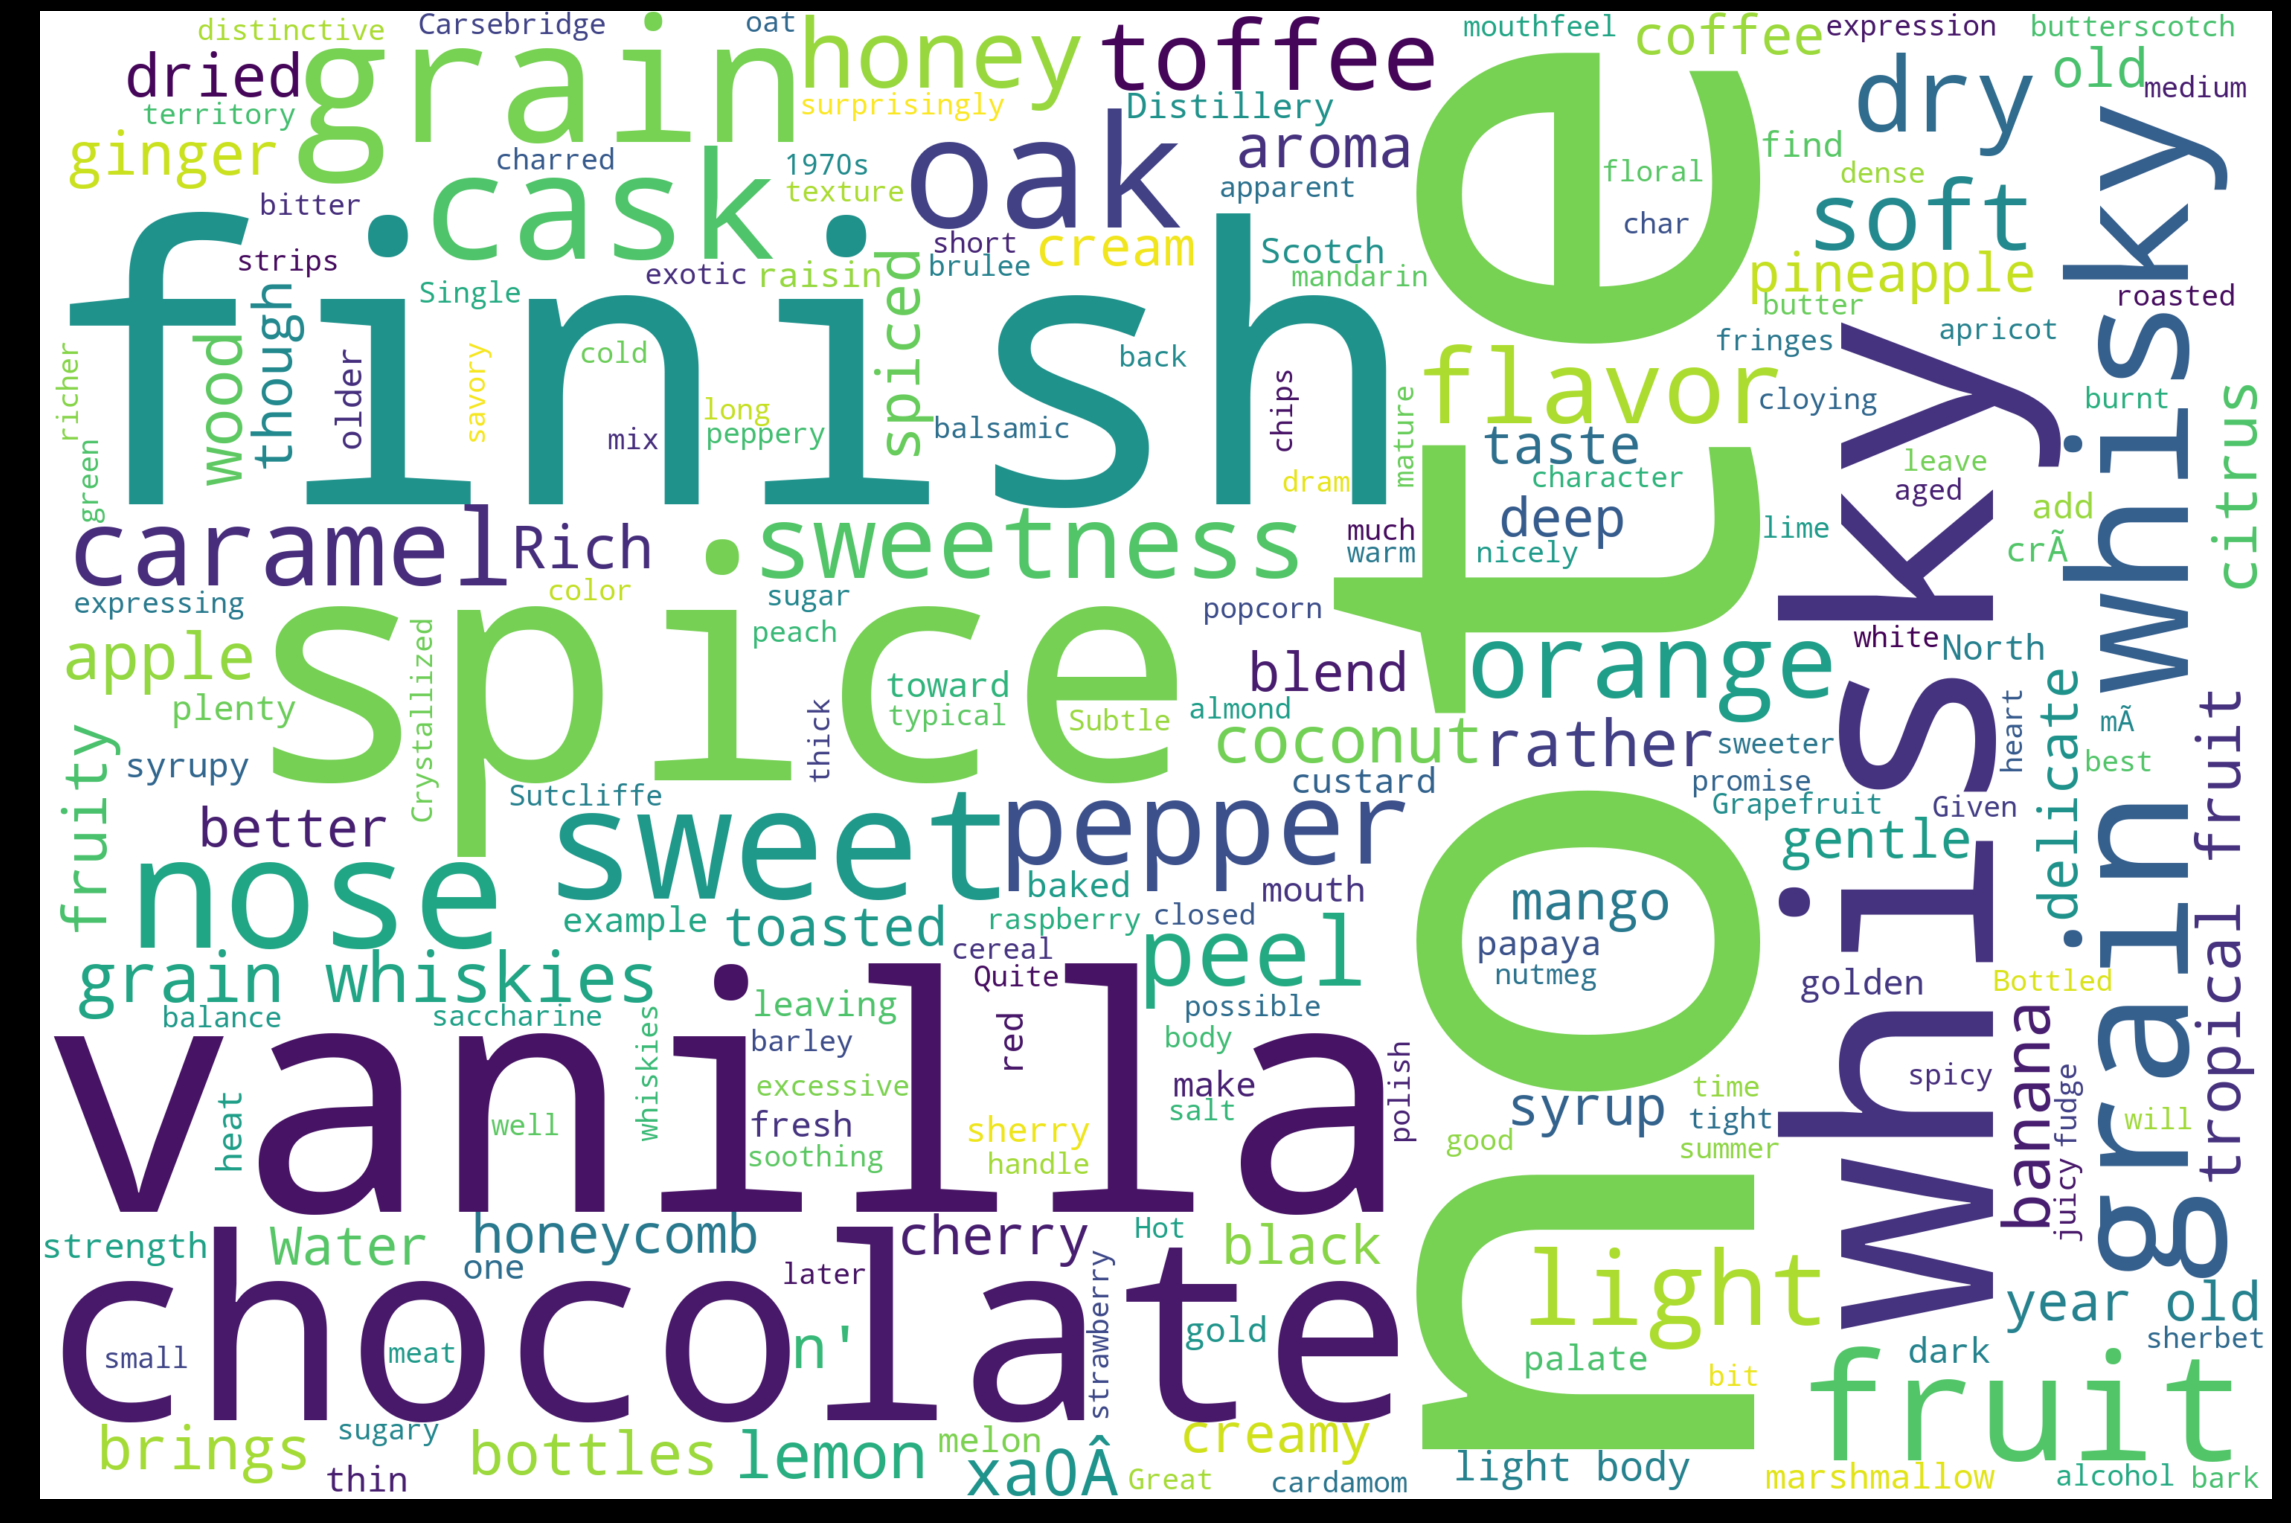 distinctive
Carsebridge
oat
honey
toffee
mouthfeel
coffee
expression
butterscotch
dried
grain
surprisingly
Distillery
dry
old
medium
territory
ginger
charred
1970s
oak
aroma
find
floral
dense
cask
texture
apparent
bitter
char
soft
whisky
strips
short
cream
Scotch
exotic
raisin
brulee
mandarin
pineapple
Single
spiced
butter
roasted
finish
note
wood
though
older
savory
cold
back
fringes
apricot
richer
long
chips
flavor
cloying
burnt
citrus
mix
peppery
balsamic
mature
taste
green
dram
character
leave
aged
caramel
Rich
sweetness
much
deep
lime
add
warm
nicely
crÃ
expressing
color
sugar
popcorn
apple
spice
peach
orange
white
North
plenty
Crystallized
toward
blend
typical
Subtle
almond
thick
coconut
rather
sweeter
heart
delicate
mÃ
fruity
syrupy
custard
promise
best
tropical fruit
Sutcliffe
Grapefruit
Given
better
sweet
pepper
gentle
nose
baked
mouth
mango
example
toasted
raspberry
closed
cereal
peel
papaya
grain whiskies
Quite
nutmeg
golden
Bottled
grain whisky
balance
saccharine
whiskies
leaving
possible
vanilla
barley
red
body
polish
heat
excessive
make
spicy
banana
well
fresh
salt
syrup
time
tight
will
soothing
sherry
handle
good
summer
juicy fudge
strength
Water
honeycomb
cherry
Hot
black
light
one
later
strawberry
year old
chocolate
small
meat
n'
gold
palate
bit
dark
sherbet
brings
sugary
bottles
lemon
melon
creamy
fruit
thin
xa0Â
Great
cardamom
light body
marshmallow
alcohol
bark